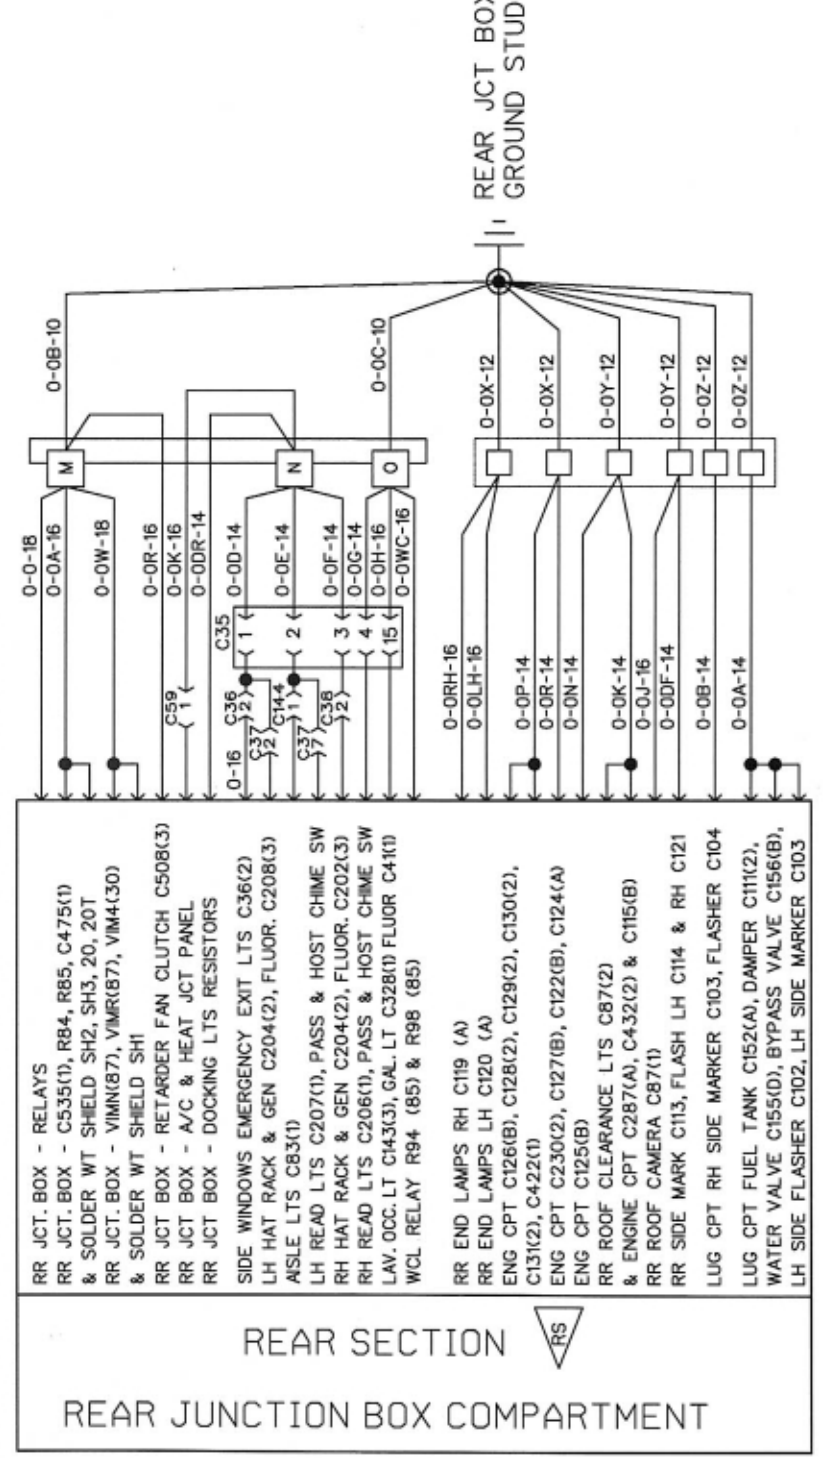 REAR JCT BOX
GROUND STUD
0-0B-10
0-0C-10
0-0X-12
0-0X-12
0-0Y-12
0-0Y-12
0-0Z-12
0-0Z-12
M
N
O
0-0-18
0-0A-16
0-0W-18
0-0R-16
0-0K-16
0-0DR-14
0-0D-14
0-0E-14
0-0F-14
0-0G-14
0-0H-16
0-0WC-16
C35
1
2
3
4
15
C59
1
C36
2
C37
2
C144
1
C37
7
C38
2
0-16
0-0RH-16
0-0LH-16
0-0P-14
0-0R-14
0-0N-14
0-0K-14
0-0J-16
0-0DF-14
0-0B-14
0-0A-14
RR JCT. BOX - RELAYS
RR JCT. BOX - C535(1), R84, R85, C475(1)
& SOLDER WT SHIELD SH2, SH3, 20, 20T
RR JCT. BOX - VIMN(87), VIMR(87), VIM4(30)
& SOLDER WT SHIELD SH1
RR JCT BOX - RETARDER FAN CLUTCH C508(3)
RR JCT BOX - A/C & HEAT JCT PANEL
RR JCT BOX - DOCKING LTS RESISTORS
SIDE WINDOWS EMERGENCY EXIT LTS C36(2)
LH HAT RACK & GEN C204(2), FLUOR. C208(3)
AISLE LTS C83(1)
LH READ LTS C207(1), PASS & HOST CHIME SW
RH HAT RACK & GEN C204(2), FLUOR. C202(3)
RH READ LTS C206(1), PASS & HOST CHIME SW
LAV. OCC. LT C143(3), GAL. LT C328(1) FLUOR C41(1)
WCL RELAY R94 (85) & R98 (85)
RR END LAMPS RH C119 (A)
RR END LAMPS LH C120 (A)
ENG CPT C126(B), C128(2), C129(2), C130(2),
C131(2), C422(1)
ENG CPT C230(2), C127(B), C122(B), C124(A)
ENG CPT C125(B)
RR ROOF CLEARANCE LTS C87(2)
& ENGINE CPT C287(A), C432(2) & C115(B)
RR ROOF CAMERA C87(1)
RR SIDE MARK C113, FLASH LH C114 & RH C121
LUG CPT RH SIDE MARKER C103, FLASHER C104
LUG CPT FUEL TANK C152(A), DAMPER C111(2),
WATER VALVE C155(D), BYPASS VALVE C156(B),
LH SIDE FLASHER C102, LH SIDE MARKER C103
REAR SECTION
RS
REAR JUNCTION BOX COMPARTMENT